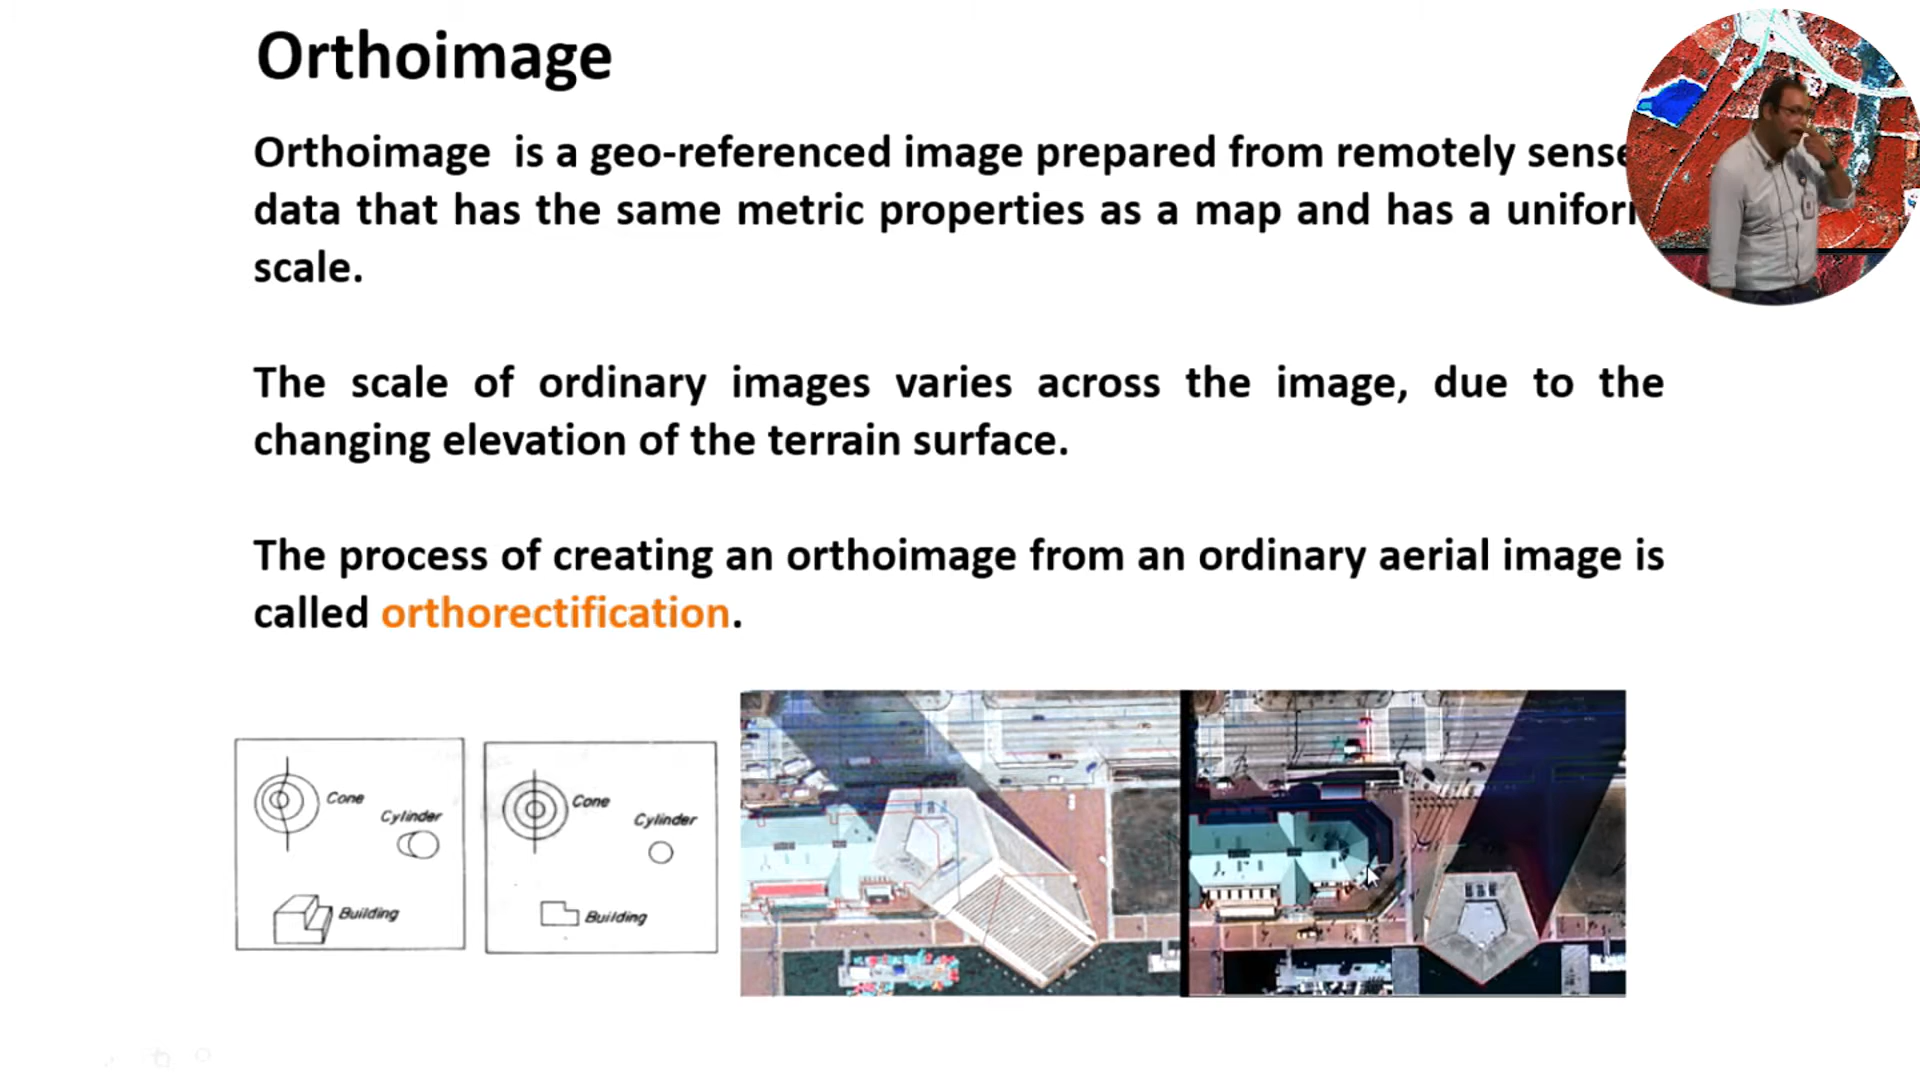 Orthoimage
Orthoimage is a geo-referenced image prepared from remotely sense
data that has the same metric properties as a map and has a unifor
scale.
The scale of ordinary images varies across the image, due to the
changing elevation of the terrain surface.
The process of creating an orthoimage from an ordinary aerial image is
called orthorectification.
Cone
Cylinder
Building
Cone
Cylinder
Building